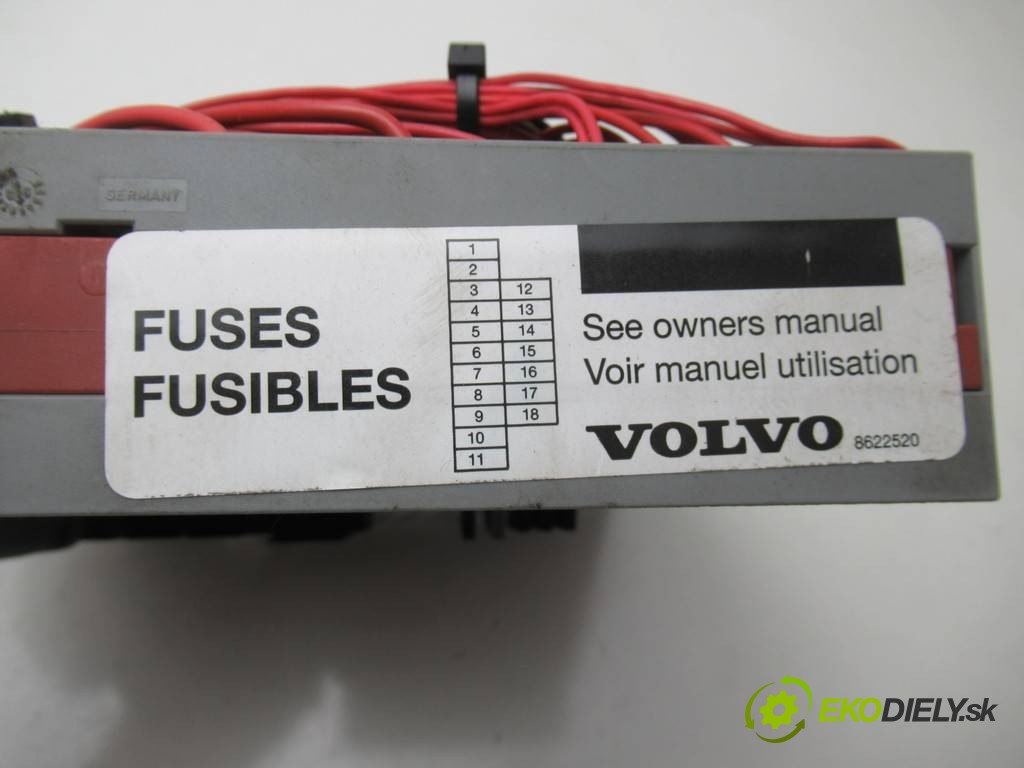 GERMANY
FUSES
FUSIBLES
1
2
3 12
4 13
5 14
6 15
7 16
8 17
9 18
10
11
See owners manual
Voir manuel utilisation
VOLVO 8622520
EKODIELY.sk